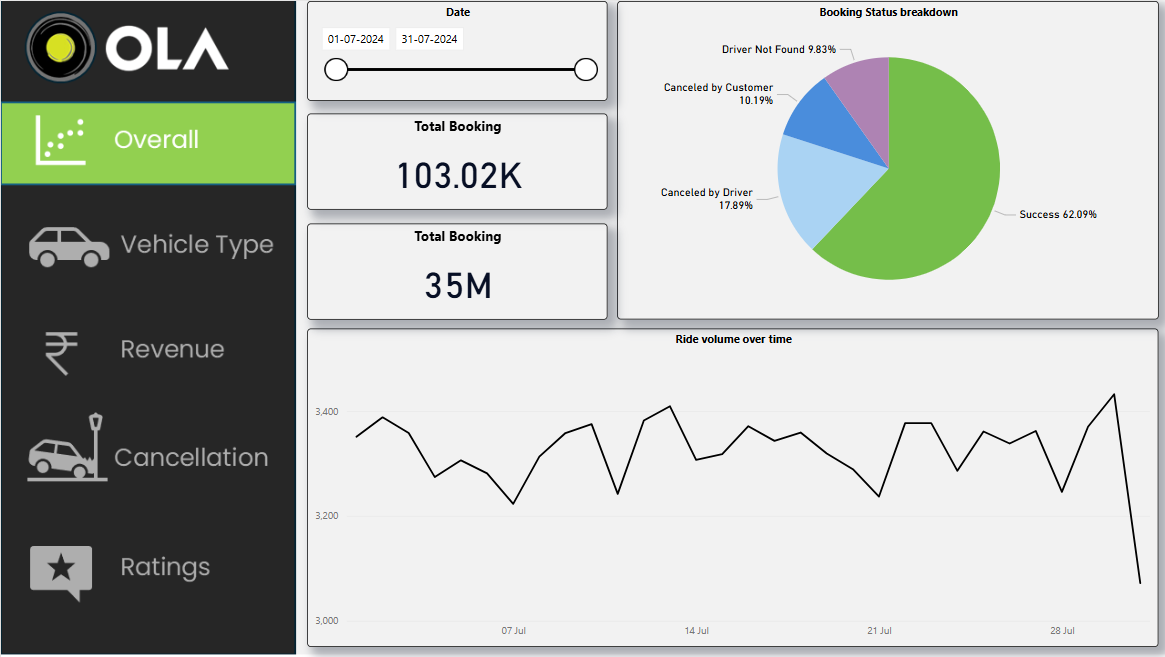 OLA
Overall
Vehicle Type
Revenue
Cancellation
Ratings
Date
01-07-2024 31-07-2024
Total Booking
103.02K
Total Booking
35M
Booking Status breakdown
Driver Not Found 9.83%
Canceled by Customer
10.19%
Canceled by Driver
17.89%
Success 62.09%
Ride volume over time
3,400
3,200
3,000
07 Jul 14 Jul 21 Jul 28 Jul